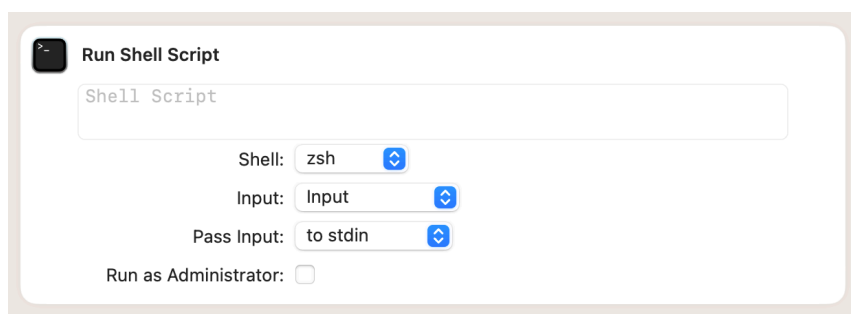 Run Shell Script
Shell Script
Shell: zsh
Input: Input
Pass Input: to stdin
Run as Administrator: